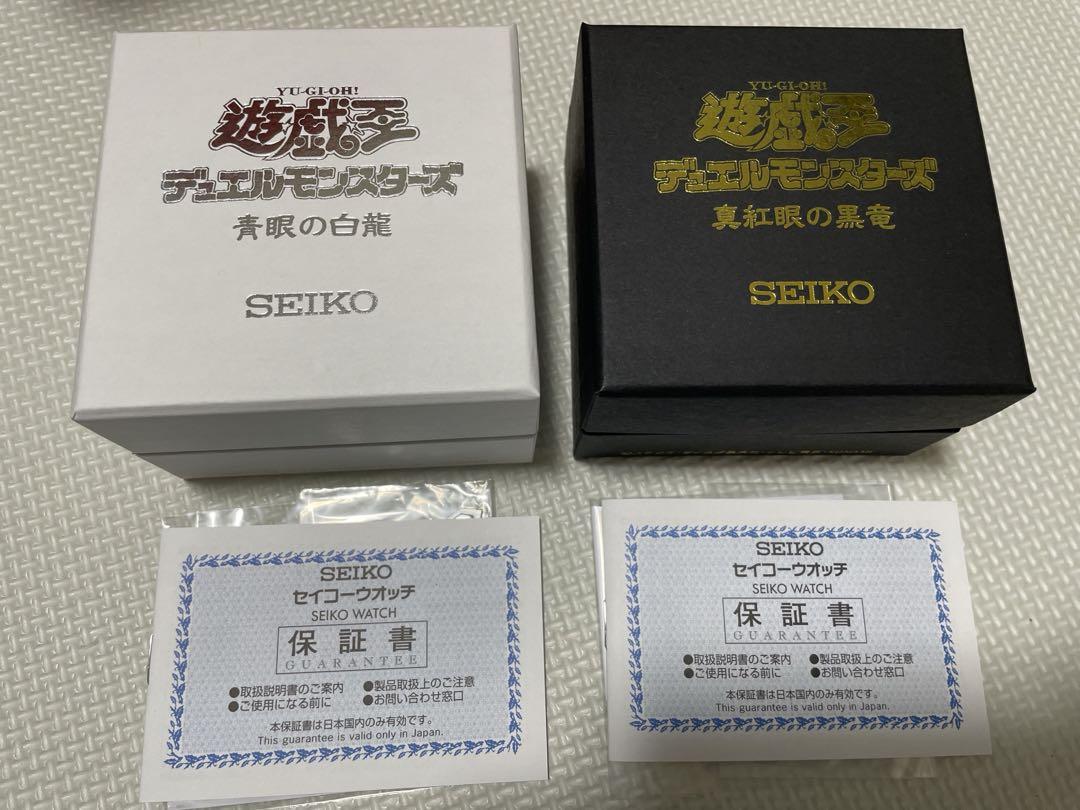 YU-GI-OH!
遊戯王
デュエルモンスターズ
青眼の白龍
SEIKO
YU-GI-OH!
遊戯王
デュエルモンスターズ
真紅眼の黒竜
SEIKO
SEIKO
セイコーウオッチ
SEIKO WATCH
保証書
GUARANTEE
●取扱説明書のご案内 ●製品取扱上のご注意
●ご使用になる前に ●お問い合わせ窓口
本保証書は日本国内のみ有効です。
This guarantee is valid only in Japan.
SEIKO
セイコーウオッチ
SEIKO WATCH
保証書
GUARANTEE
●取扱説明書のご案内 ●製品取扱上のご注意
●ご使用になる前に ●お問い合わせ窓口
本保証書は日本国内のみ有効です。
This guarantee is valid only in Japan.